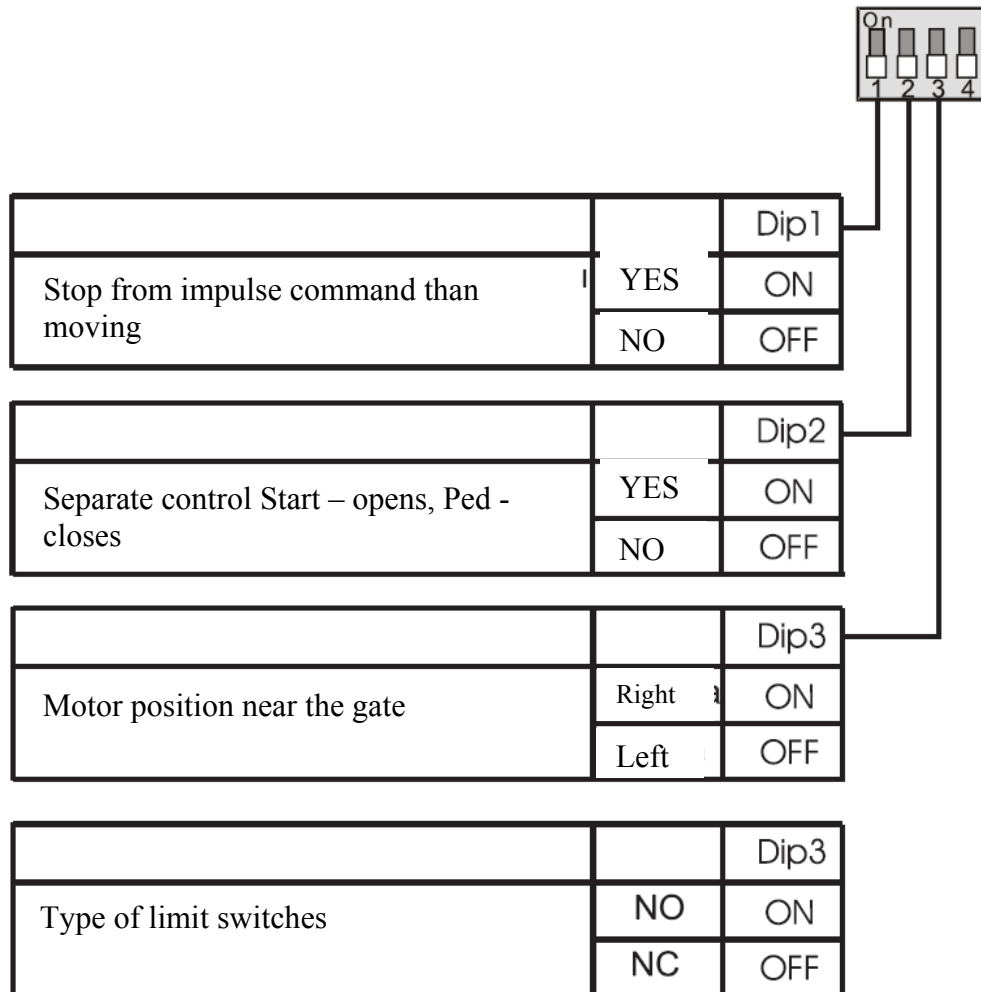 On
1 2 3 4
Dip1
Stop from impulse command than
moving
YES
ON
NO
OFF
Dip2
Separate control Start – opens, Ped -
closes
YES
ON
NO
OFF
Dip3
Motor position near the gate
Right
ON
Left
OFF
Dip3
Type of limit switches
NO
ON
NC
OFF